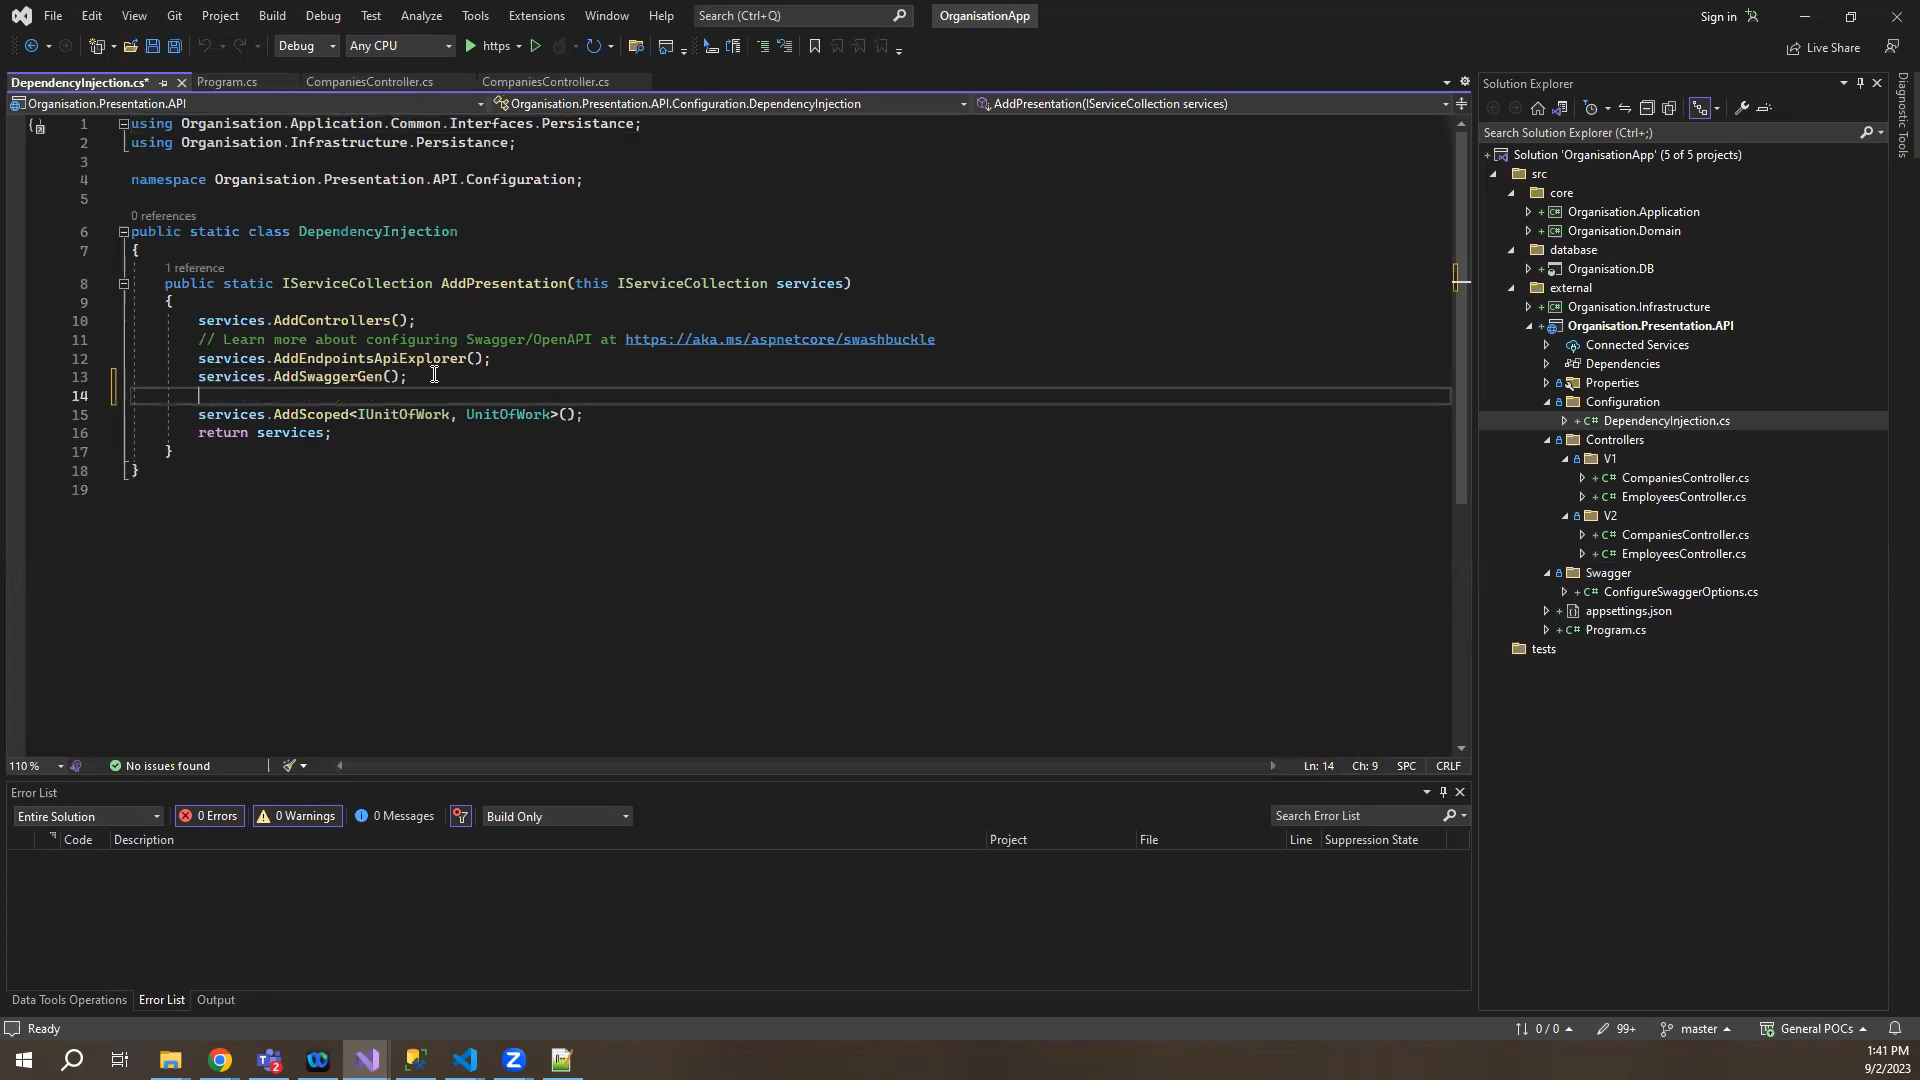 File Edit View Git Project Build Debug Test Analyze Tools Extensions Window Help Search (Ctrl+Q) OrganisationApp Sign in
Debug Any CPU https Live Share
DependencyInjection.cs* Program.cs CompaniesController.cs CompaniesController.cs
Organisation.Presentation.API Organisation.Presentation.API.Configuration.DependencyInjection AddPresentation(IServiceCollection services)
1 using Organisation.Application.Common.Interfaces.Persistance;
2 using Organisation.Infrastructure.Persistance;
3
4 namespace Organisation.Presentation.API.Configuration;
5
0 references
6 public static class DependencyInjection
7 {
1 reference
8 public static IServiceCollection AddPresentation(this IServiceCollection services)
9 {
10 services.AddControllers();
11 // Learn more about configuring Swagger/OpenAPI at https://aka.ms/aspnetcore/swashbuckle
12 services.AddEndpointsApiExplorer();
13 services.AddSwaggerGen();
14
15 services.AddScoped<IUnitOfWork, UnitOfWork>();
16 return services;
17 }
18 }
19
110 % No issues found Ln: 14 Ch: 9 SPC CRLF
Error List
Entire Solution 0 Errors 0 Warnings 0 Messages Build Only Search Error List
Code Description Project File Line Suppression State
Data Tools Operations Error List Output
Solution Explorer
Search Solution Explorer (Ctrl+;)
Solution 'OrganisationApp' (5 of 5 projects)
src
core
Organisation.Application
Organisation.Domain
database
Organisation.DB
external
Organisation.Infrastructure
Organisation.Presentation.API
Connected Services
Dependencies
Properties
Configuration
DependencyInjection.cs
Controllers
V1
CompaniesController.cs
EmployeesController.cs
V2
CompaniesController.cs
EmployeesController.cs
Swagger
ConfigureSwaggerOptions.cs
appsettings.json
Program.cs
tests
Diagnostic Tools
Ready 0 / 0 99+ master General POCs
1:41 PM
9/2/2023